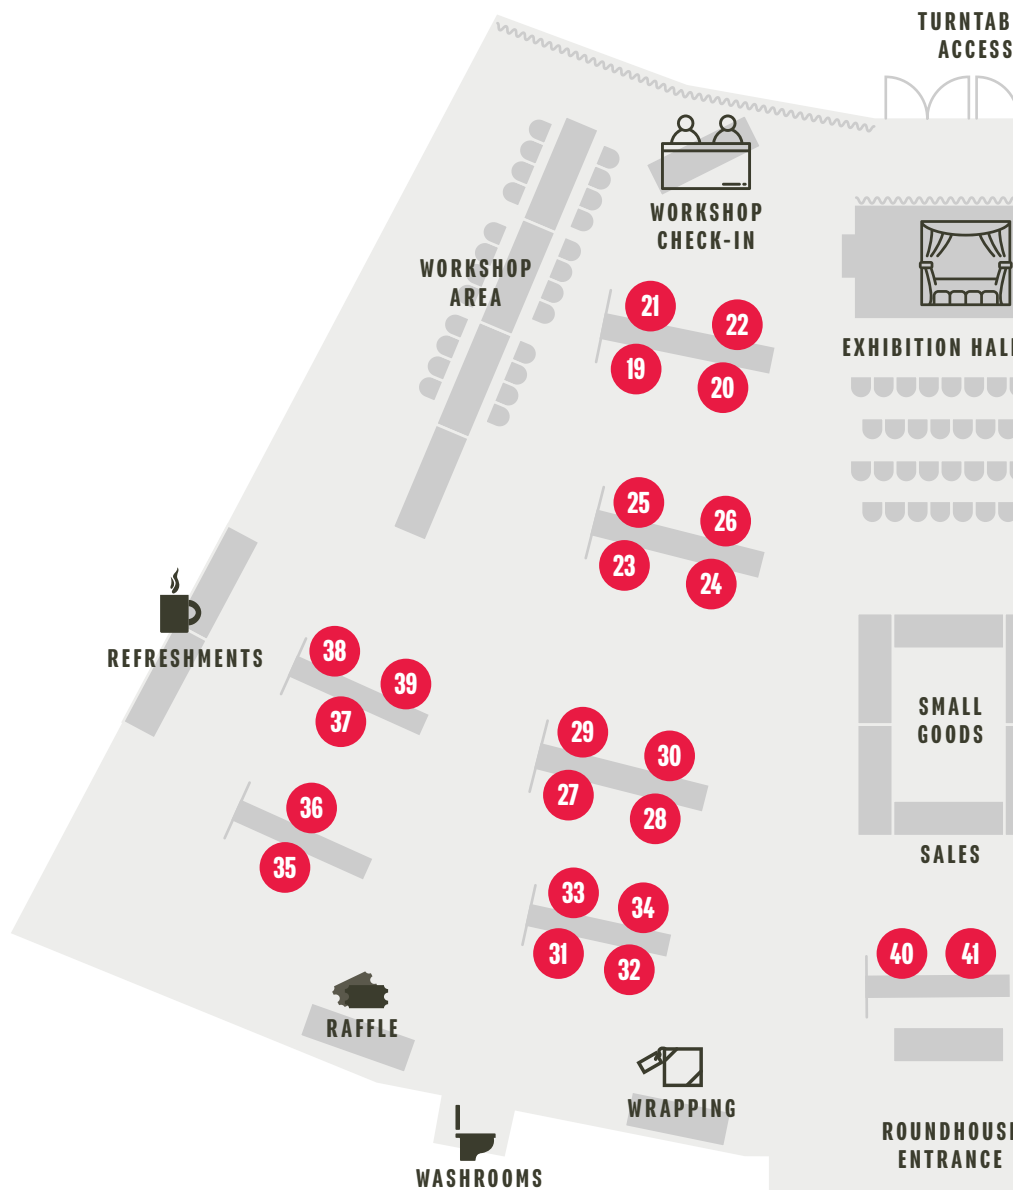 TURNTAB
ACCESS
WORKSHOP
CHECK-IN
WORKSHOP
AREA
21
22
19
20
EXHIBITION HAL
25
26
23
24
REFRESHMENTS
38
39
37
29
30
27
28
SMALL
GOODS
36
35
SALES
33
34
31
32
40
41
RAFFLE
WRAPPING
ROUNDHOUS
ENTRANCE
WASHROOMS